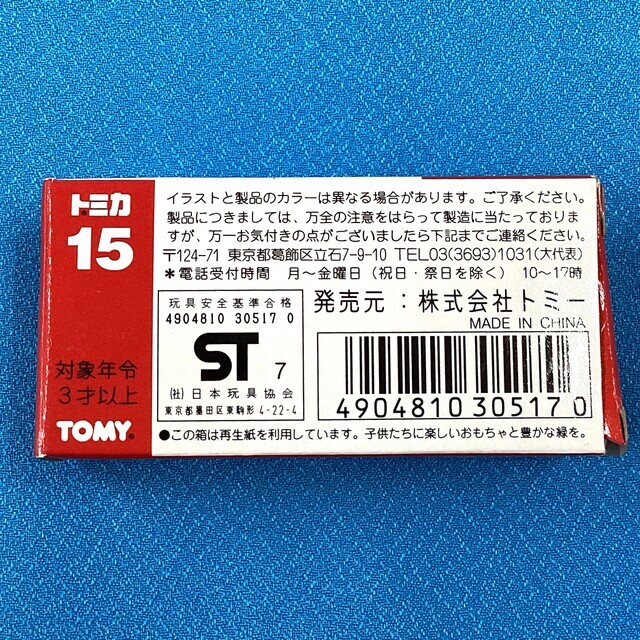 トミカ
15
対象年令
3才以上
TOMY
イラストと製品のカラーは異なる場合があります。ご了承ください。
製品につきましては、万全の注意をはらって製造に当たっておりま
すが、万一お気付きの点がございましたら下記までご連絡ください。
〒124-71 東京都葛飾区立石7-9-10 TEL03(3693)1031(大代表)
*電話受付時間 月〜金曜日(祝日・祭日を除く) 10〜17時
玩具安全基準合格
4904810 30517 0
ST 7
(社)日本玩具協会
東京都墨田区東駒形4-22-4
発売元:株式会社トミー
MADE IN CHINA
4904810 305170
●この箱は再生紙を利用しています。子供たちに楽しいおもちゃと豊かな緑を。